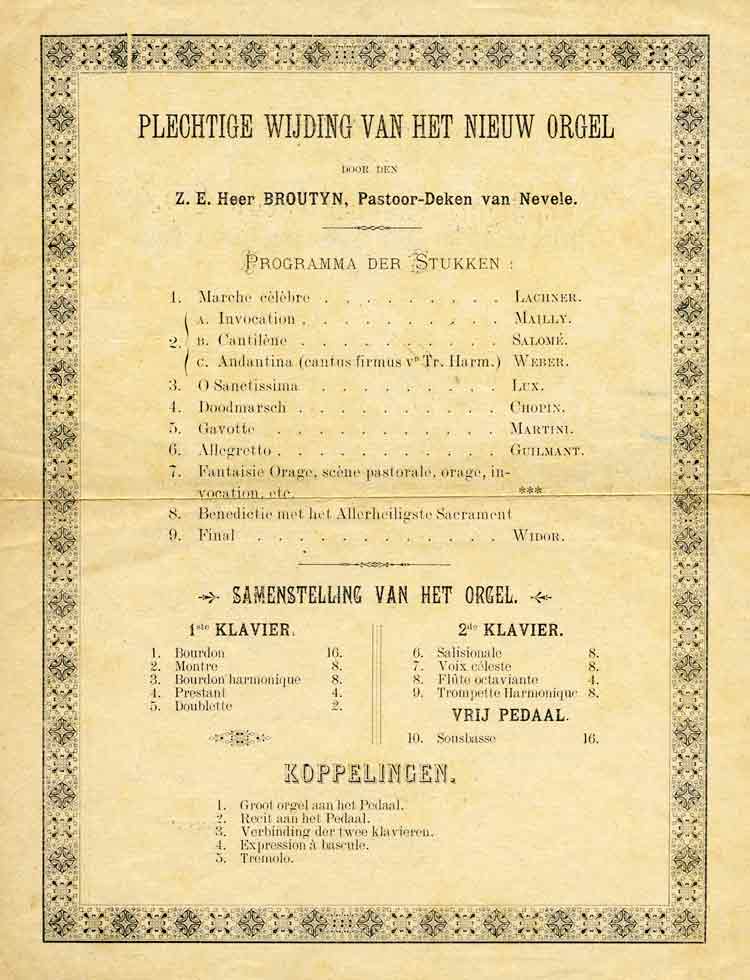 PLECHTIGE WIJDING VAN HET NIEUW ORGEL
DOOR DEN
Z. E. Heer BROUTYN, Pastoor-Deken van Nevele.
PROGRAMMA DER STUKKEN :
1. Marche célèbre . . . . . . . . . LACHNER.
A. Invocation . . . . . . . . . . MAILLY.
2. B. Cantilène . . . . . . . . . . SALOMÉ.
C. Andantina (cantus firmus vn Tr. Harm.) WEBER.
3. O Sanctissima . . . . . . . . . LUX.
4. Doodmarsch . . . . . . . . . . CHOPIN.
5. Gavotte . . . . . . . . . . . MARTINI.
6. Allegretto . . . . . . . . . . . GUILMANT.
7. Fantaisie Orage, scène pastorale, orage, in-
vocation, etc. ***
8. Benedictie met het Allerheiligste Sacrament
9. Final . . . . . . . . . . . . WIDOR.
SAMENSTELLING VAN HET ORGEL.
1ste KLAVIER.
1. Bourdon 16.
2. Montre 8.
3. Bourdon harmonique 8.
4. Prestant 4.
5. Doublette 2.
2de KLAVIER.
6. Salisionale 8.
7. Voix céleste 8.
8. Flûte octaviante 4.
9. Trompette Harmonique 8.
VRIJ PEDAAL.
10. Sousbasse 16.
KOPPELINGEN.
1. Groot orgel aan het Pedaal.
2. Recit aan het Pedaal.
3. Verbinding der twee klavieren.
4. Expression à bascule.
5. Tremolo.